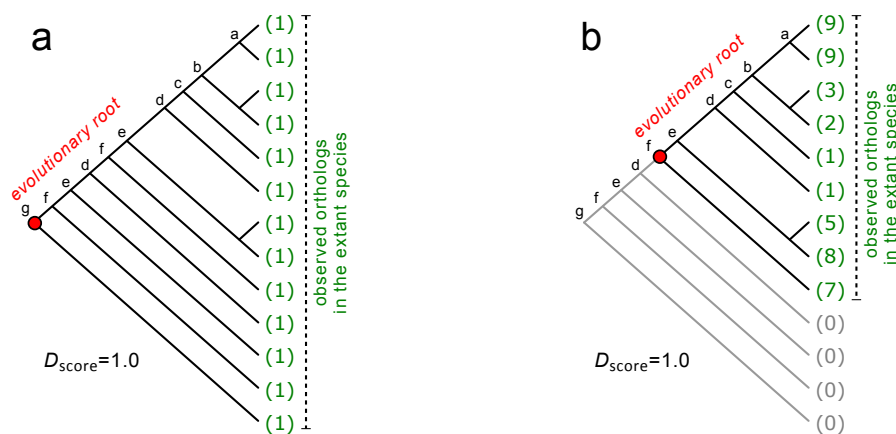 a
evolutionary root
a
b
c
d
e
f
d
e
f
g
(1)
(1)
(1)
(1)
(1)
(1)
(1)
(1)
(1)
(1)
(1)
(1)
(1)
observed orthologs
in the extant species
Dscore=1.0
b
evolutionary root
a
b
c
d
e
f
d
e
f
g
(9)
(9)
(3)
(2)
(1)
(1)
(5)
(8)
(7)
(0)
(0)
(0)
(0)
observed orthologs
in the extant species
Dscore=1.0